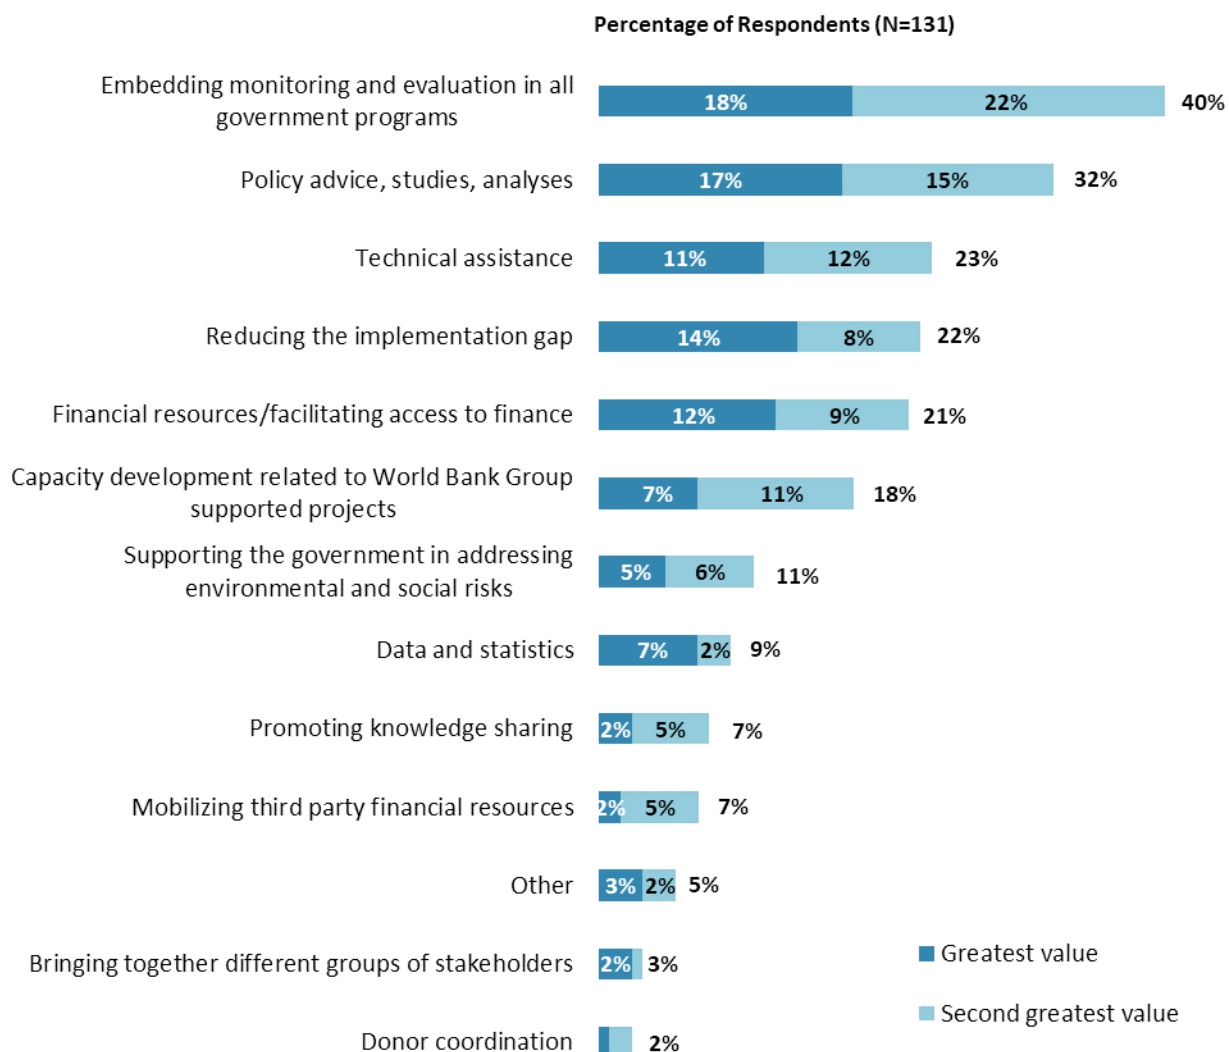 Percentage of Respondents (N=131)
Embedding monitoring and evaluation in all
government programs
18% 22% 40%
Policy advice, studies, analyses 17% 15% 32%
Technical assistance 11% 12% 23%
Reducing the implementation gap 14% 8% 22%
Financial resources/facilitating access to finance 12% 9% 21%
Capacity development related to World Bank Group
supported projects
7% 11% 18%
Supporting the government in addressing
environmental and social risks
5% 6% 11%
Data and statistics 7% 2% 9%
Promoting knowledge sharing 2% 5% 7%
Mobilizing third party financial resources 2% 5% 7%
Other 3% 2% 5%
Bringing together different groups of stakeholders 2% 3%
Donor coordination 2%
Greatest value
Second greatest value